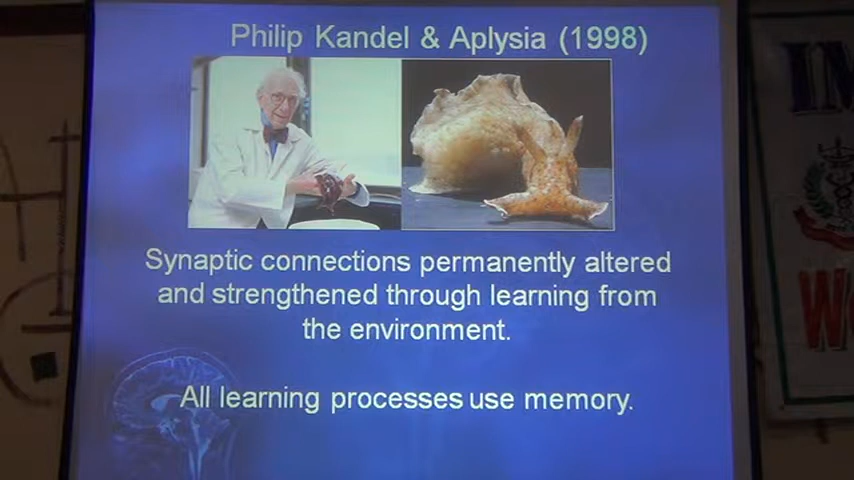 Philip Kandel & Aplysia (1998)
Synaptic connections permanently altered
and strengthened through learning from
the environment.
All learning processes use memory.